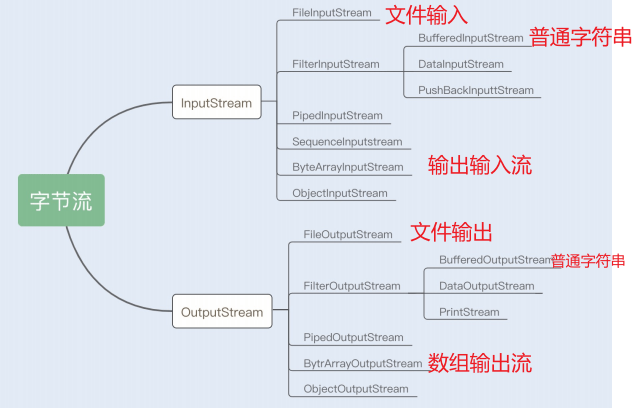 FileInputStream 文件输入
BufferedInputStream 普通字符串
FilterInputStream
DataInputStream
PushBackInputtStream
InputStream
PipedInputStream
SequenceInputstream
ByteArrayInputStream 输出输入流
ObjectInputStream
字节流
FileOutputStream 文件输出
BufferedOutputStream 普通字符串
FilterOutputStream
DataOutputStream
PrintStream
OutputStream
PipedOutputStream
BytrArrayOutputStream 数组输出流
ObjectOutputStream